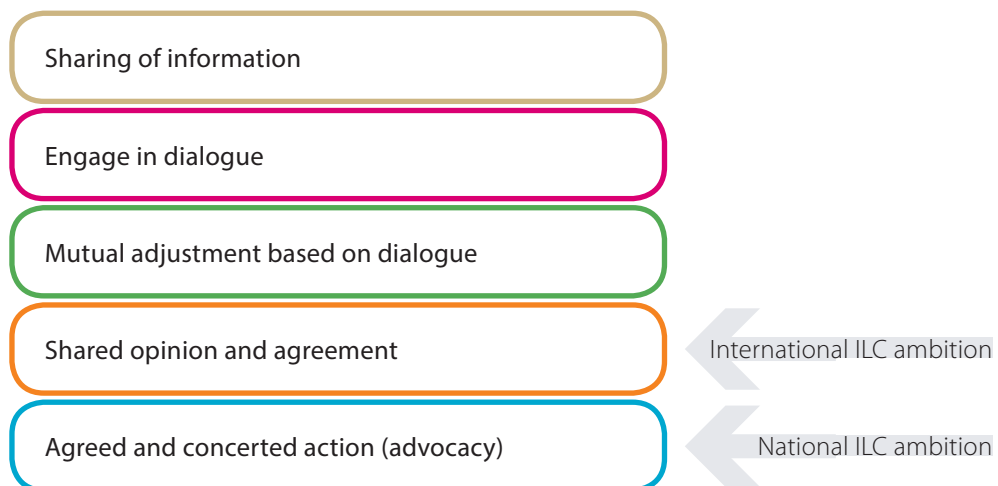 Sharing of information
Engage in dialogue
Mutual adjustment based on dialogue
Shared opinion and agreement
International ILC ambition
Agreed and concerted action (advocacy)
National ILC ambition